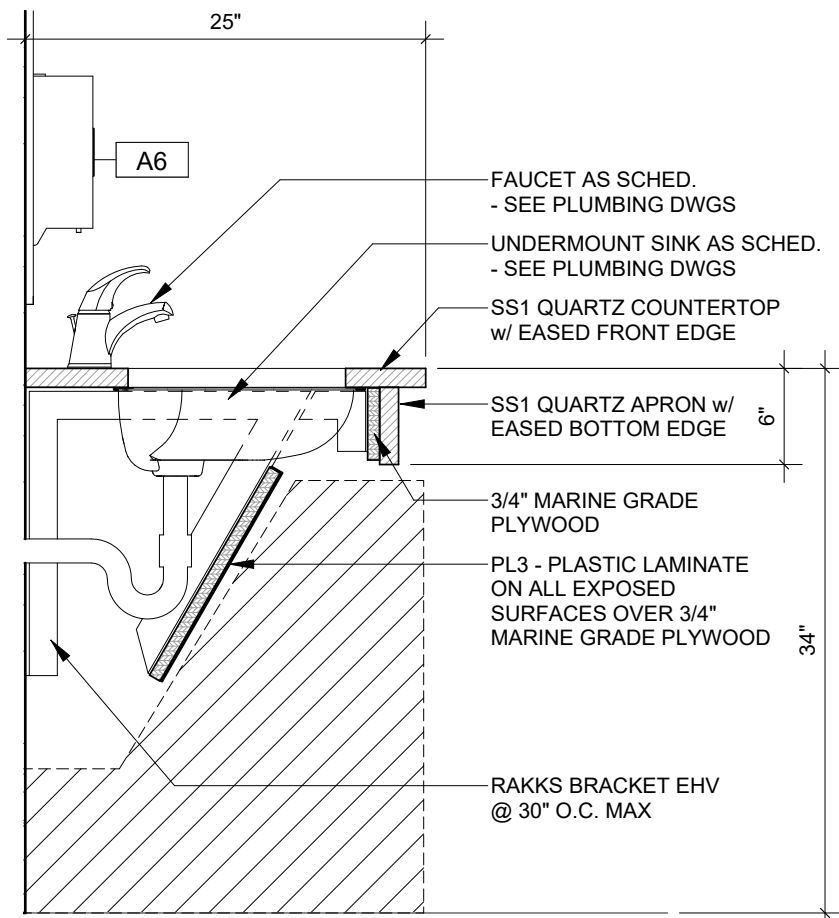 25"
A6
FAUCET AS SCHED.
- SEE PLUMBING DWGS
UNDERMOUNT SINK AS SCHED.
- SEE PLUMBING DWGS
SS1 QUARTZ COUNTERTOP
w/ EASED FRONT EDGE
SS1 QUARTZ APRON w/
EASED BOTTOM EDGE
6"
3/4" MARINE GRADE
PLYWOOD
PL3 - PLASTIC LAMINATE
ON ALL EXPOSED
SURFACES OVER 3/4"
MARINE GRADE PLYWOOD
34"
RAKKS BRACKET EHV
@ 30" O.C. MAX